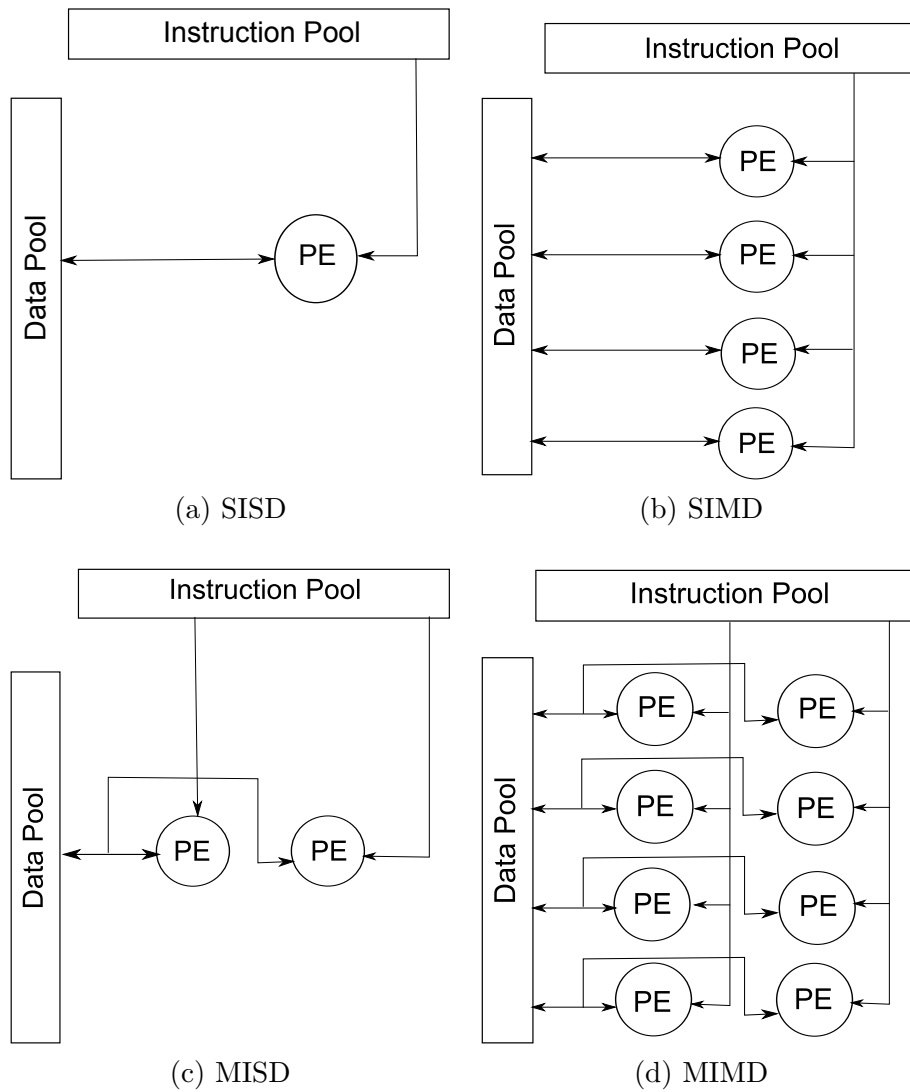 Instruction Pool
Data Pool
PE
(a) SISD
Instruction Pool
Data Pool
PE
PE
PE
PE
(b) SIMD
Instruction Pool
Data Pool
PE
PE
(c) MISD
Instruction Pool
Data Pool
PE
PE
PE
PE
PE
PE
PE
PE
(d) MIMD